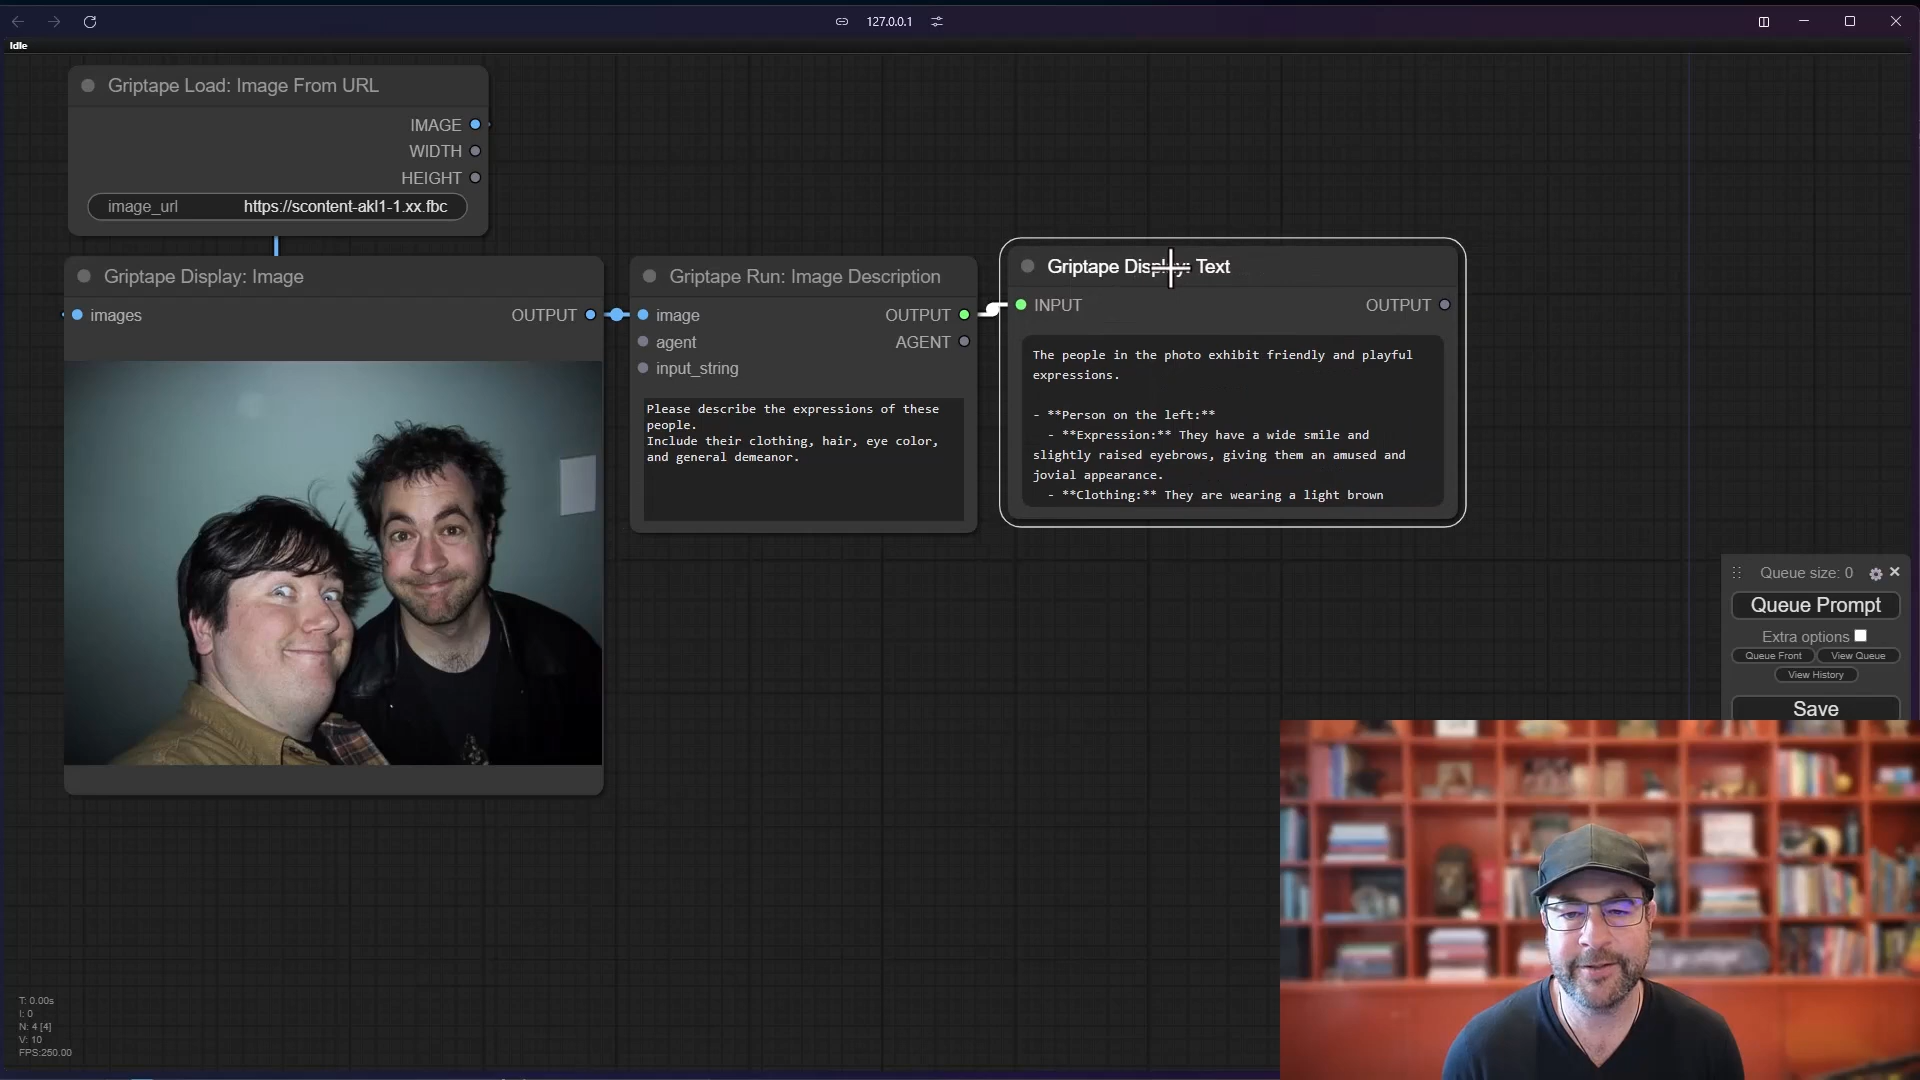 127.0.0.1
Idle
Griptape Load: Image From URL
IMAGE
WIDTH
HEIGHT
image_url https://scontent-akl1-1.xx.fbc
Griptape Display: Image
images OUTPUT
Griptape Run: Image Description
image OUTPUT
agent AGENT
input_string
Please describe the expressions of these
people.
Include their clothing, hair, eye color,
and general demeanor.
Griptape Display: Text
INPUT OUTPUT
The people in the photo exhibit friendly and playful
expressions.
- **Person on the left:**
- **Expression:** They have a wide smile and
slightly raised eyebrows, giving them an amused and
jovial appearance.
- **Clothing:** They are wearing a light brown
Queue size: 0
Queue Prompt
Extra options
Queue Front View Queue
View History
Save
T: 0.00s
I: 0
N: 4 [4]
V: 10
FPS:250.00